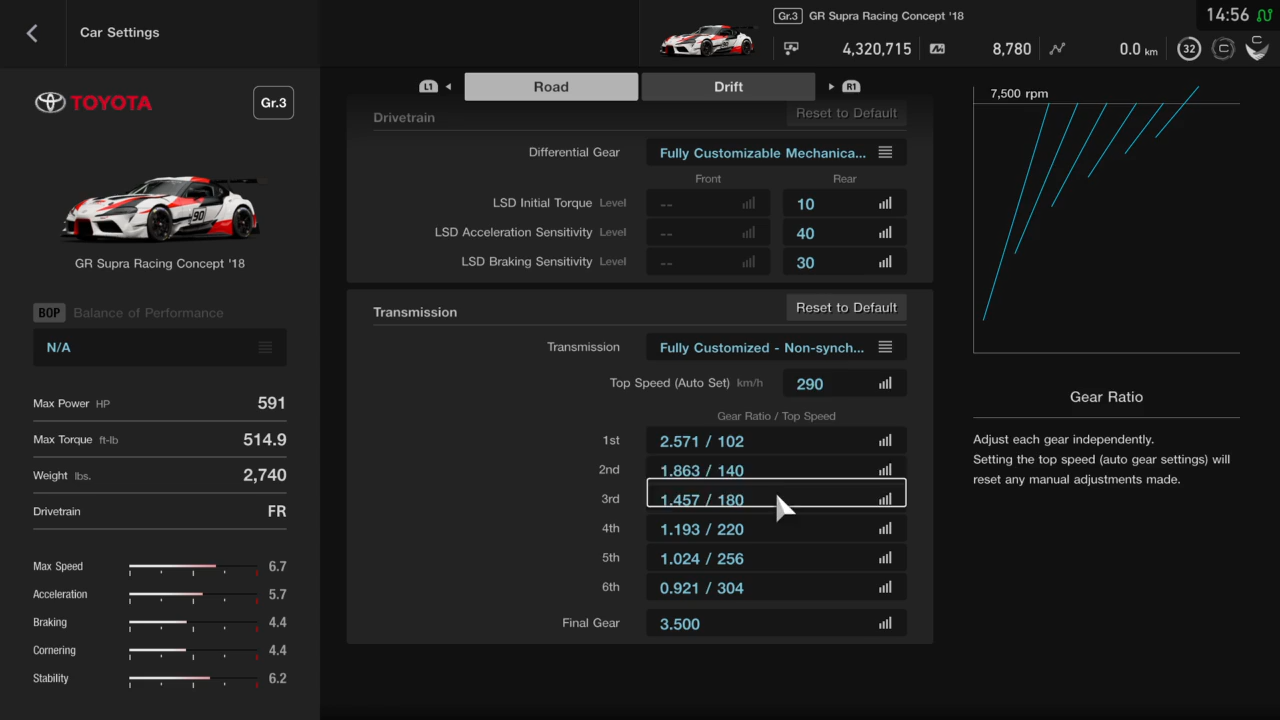 Car Settings
Gr.3 GR Supra Racing Concept '18
4,320,715 8,780 0.0 km 32 C C
14:56
TOYOTA
Gr.3
90
GR Supra Racing Concept '18
BOP Balance of Performance
N/A
Max Power HP 591
Max Torque ft-lb 514.9
Weight lbs. 2,740
Drivetrain FR
Max Speed 6.7
Acceleration 5.7
Braking 4.4
Cornering 4.4
Stability 6.2
L1 Road Drift R1
Drivetrain Reset to Default
Differential Gear Fully Customizable Mechanica...
Front Rear
LSD Initial Torque Level -- 10
LSD Acceleration Sensitivity Level -- 40
LSD Braking Sensitivity Level -- 30
Transmission Reset to Default
Transmission Fully Customized - Non-synch...
Top Speed (Auto Set) km/h 290
Gear Ratio / Top Speed
1st 2.571 / 102
2nd 1.863 / 140
3rd 1.457 / 180
4th 1.193 / 220
5th 1.024 / 256
6th 0.921 / 304
Final Gear 3.500
7,500 rpm
Gear Ratio
Adjust each gear independently.
Setting the top speed (auto gear settings) will
reset any manual adjustments made.